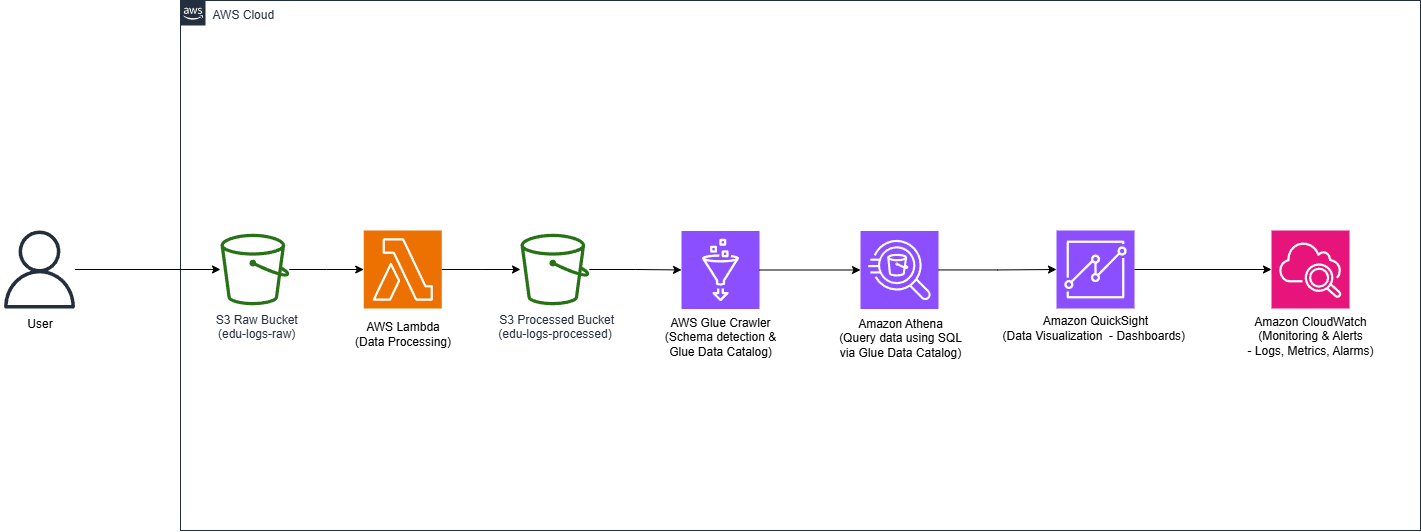 aws
AWS Cloud
User
S3 Raw Bucket
(edu-logs-raw)
AWS Lambda
(Data Processing)
S3 Processed Bucket
(edu-logs-processed)
AWS Glue Crawler
(Schema detection &
Glue Data Catalog)
Amazon Athena
(Query data using SQL
via Glue Data Catalog)
Amazon QuickSight
(Data Visualization - Dashboards)
Amazon CloudWatch
(Monitoring & Alerts
- Logs, Metrics, Alarms)